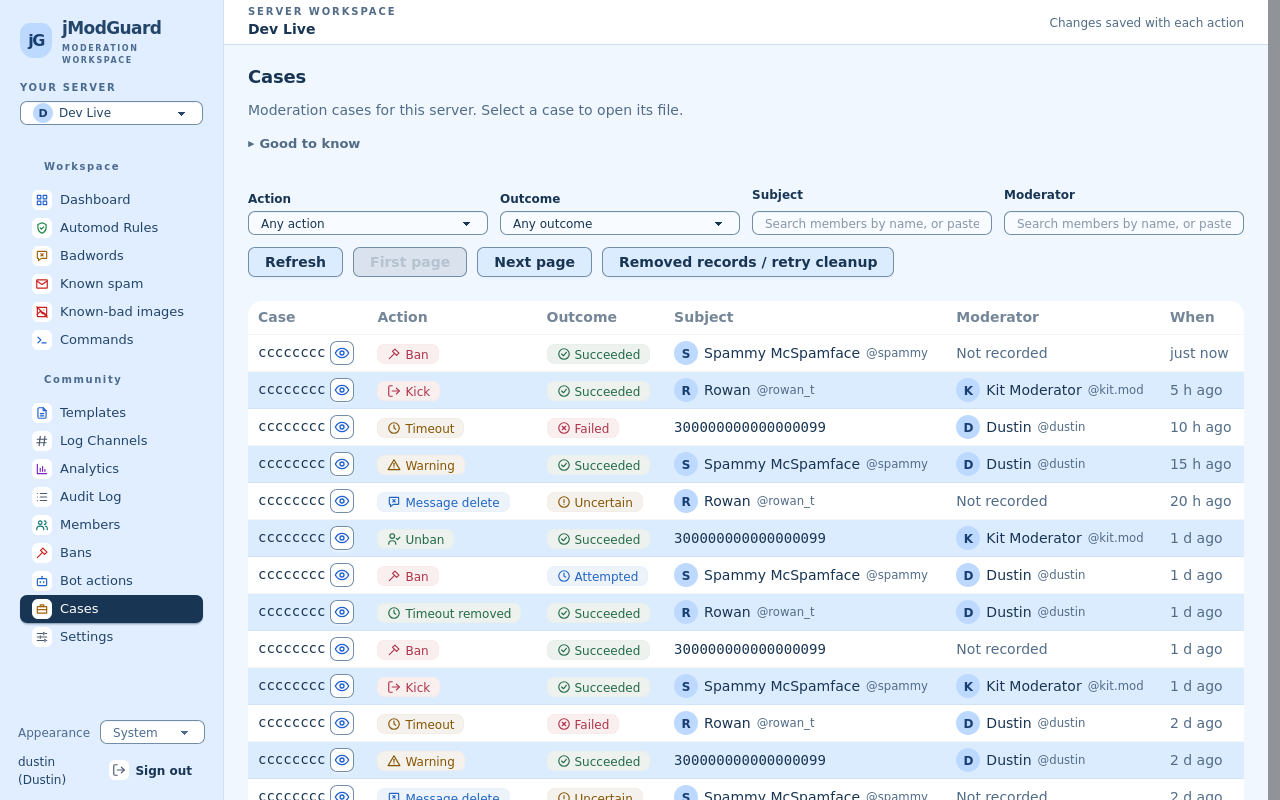 jG
jModGuard
MODERATION
WORKSPACE
YOUR SERVER
D Dev Live
Workspace
Dashboard
Automod Rules
Badwords
Known spam
Known-bad images
Commands
Community
Templates
Log Channels
Analytics
Audit Log
Members
Bans
Bot actions
Cases
Settings
Appearance System
dustin
(Dustin)
Sign out
SERVER WORKSPACE
Dev Live
Changes saved with each action
Cases
Moderation cases for this server. Select a case to open its file.
▸ Good to know
Action Outcome Subject Moderator
Any action Any outcome Search members by name, or paste Search members by name, or paste
Refresh First page Next page Removed records / retry cleanup
Case Action Outcome Subject Moderator When
cccccccc Ban Succeeded S Spammy McSpamface @spammy Not recorded just now
cccccccc Kick Succeeded R Rowan @rowan_t K Kit Moderator @kit.mod 5 h ago
cccccccc Timeout Failed 300000000000000099 D Dustin @dustin 10 h ago
cccccccc Warning Succeeded S Spammy McSpamface @spammy D Dustin @dustin 15 h ago
cccccccc Message delete Uncertain R Rowan @rowan_t Not recorded 20 h ago
cccccccc Unban Succeeded 300000000000000099 K Kit Moderator @kit.mod 1 d ago
cccccccc Ban Attempted S Spammy McSpamface @spammy D Dustin @dustin 1 d ago
cccccccc Timeout removed Succeeded R Rowan @rowan_t D Dustin @dustin 1 d ago
cccccccc Ban Succeeded 300000000000000099 Not recorded 1 d ago
cccccccc Kick Succeeded S Spammy McSpamface @spammy K Kit Moderator @kit.mod 1 d ago
cccccccc Timeout Failed R Rowan @rowan_t D Dustin @dustin 2 d ago
cccccccc Warning Succeeded 300000000000000099 D Dustin @dustin 2 d ago
cccccccc Message delete Uncertain S Spammy McSpamface @spammy Not recorded 2 d ago